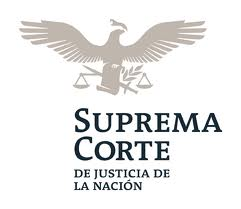 SUPREMA
CORTE
DE JUSTICIA DE
LA NACIÓN